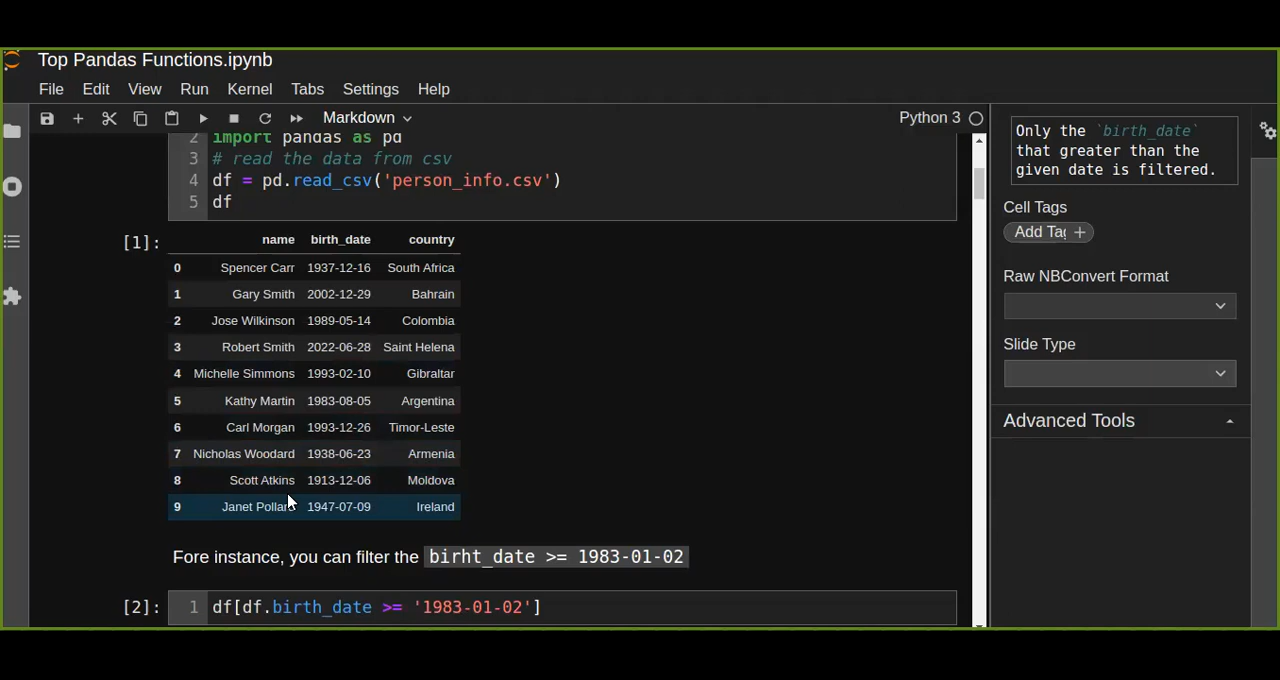 Top Pandas Functions.ipynb
File Edit View Run Kernel Tabs Settings Help
Markdown Python 3
2 import pandas as pd
3 # read the data from csv
4 df = pd.read_csv('person_info.csv')
5 df
[1]:
name birth_date country
0 Spencer Carr 1937-12-16 South Africa
1 Gary Smith 2002-12-29 Bahrain
2 Jose Wilkinson 1989-05-14 Colombia
3 Robert Smith 2022-06-28 Saint Helena
4 Michelle Simmons 1993-02-10 Gibraltar
5 Kathy Martin 1983-08-05 Argentina
6 Carl Morgan 1993-12-26 Timor-Leste
7 Nicholas Woodard 1938-06-23 Armenia
8 Scott Atkins 1913-12-06 Moldova
9 Janet Pollar 1947-07-09 Ireland
Fore instance, you can filter the birht_date >= 1983-01-02
[2]: 1 df[df.birth_date >= '1983-01-02']
Only the `birth_date`
that greater than the
given date is filtered.
Cell Tags
Add Tag +
Raw NBConvert Format
Slide Type
Advanced Tools